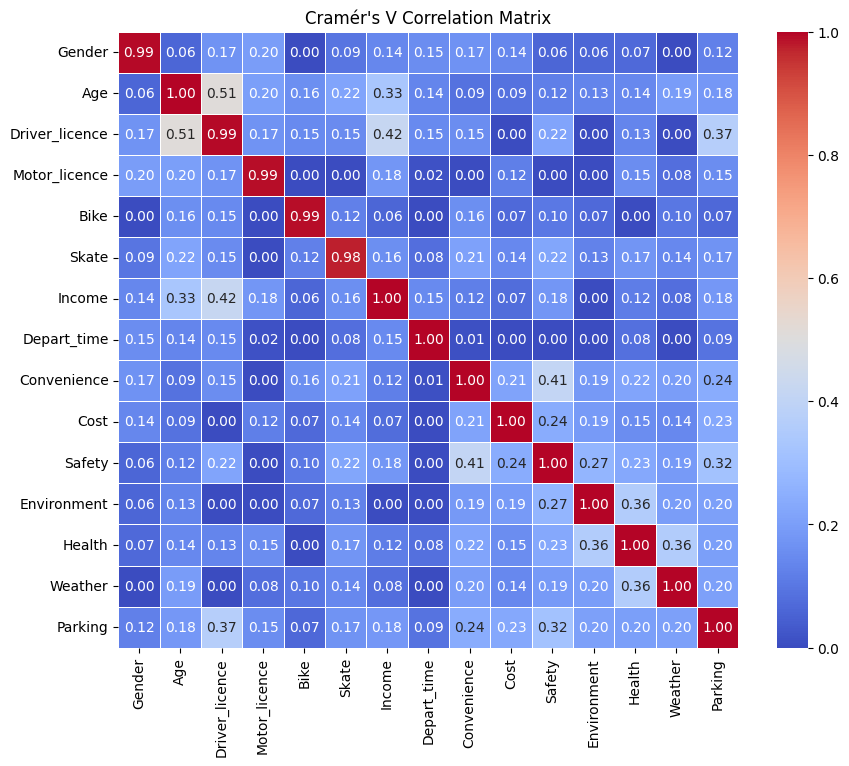 Cramér's V Correlation Matrix
Gender 0.99 0.06 0.17 0.20 0.00 0.09 0.14 0.15 0.17 0.14 0.06 0.06 0.07 0.00 0.12
Age 0.06 1.00 0.51 0.20 0.16 0.22 0.33 0.14 0.09 0.09 0.12 0.13 0.14 0.19 0.18
Driver_licence 0.17 0.51 0.99 0.17 0.15 0.15 0.42 0.15 0.15 0.00 0.22 0.00 0.13 0.00 0.37
Motor_licence 0.20 0.20 0.17 0.99 0.00 0.00 0.18 0.02 0.00 0.12 0.00 0.00 0.15 0.08 0.15
Bike 0.00 0.16 0.15 0.00 0.99 0.12 0.06 0.00 0.16 0.07 0.10 0.07 0.00 0.10 0.07
Skate 0.09 0.22 0.15 0.00 0.12 0.98 0.16 0.08 0.21 0.14 0.22 0.13 0.17 0.14 0.17
Income 0.14 0.33 0.42 0.18 0.06 0.16 1.00 0.15 0.12 0.07 0.18 0.00 0.12 0.08 0.18
Depart_time 0.15 0.14 0.15 0.02 0.00 0.08 0.15 1.00 0.01 0.00 0.00 0.00 0.08 0.00 0.09
Convenience 0.17 0.09 0.15 0.00 0.16 0.21 0.12 0.01 1.00 0.21 0.41 0.19 0.22 0.20 0.24
Cost 0.14 0.09 0.00 0.12 0.07 0.14 0.07 0.00 0.21 1.00 0.24 0.19 0.15 0.14 0.23
Safety 0.06 0.12 0.22 0.00 0.10 0.22 0.18 0.00 0.41 0.24 1.00 0.27 0.23 0.19 0.32
Environment 0.06 0.13 0.00 0.00 0.07 0.13 0.00 0.00 0.19 0.19 0.27 1.00 0.36 0.20 0.20
Health 0.07 0.14 0.13 0.15 0.00 0.17 0.12 0.08 0.22 0.15 0.23 0.36 1.00 0.36 0.20
Weather 0.00 0.19 0.00 0.08 0.10 0.14 0.08 0.00 0.20 0.14 0.19 0.20 0.36 1.00 0.20
Parking 0.12 0.18 0.37 0.15 0.07 0.17 0.18 0.09 0.24 0.23 0.32 0.20 0.20 0.20 1.00
Gender Age Driver_licence Motor_licence Bike Skate Income Depart_time Convenience Cost Safety Environment Health Weather Parking
1.0
0.8
0.6
0.4
0.2
0.0